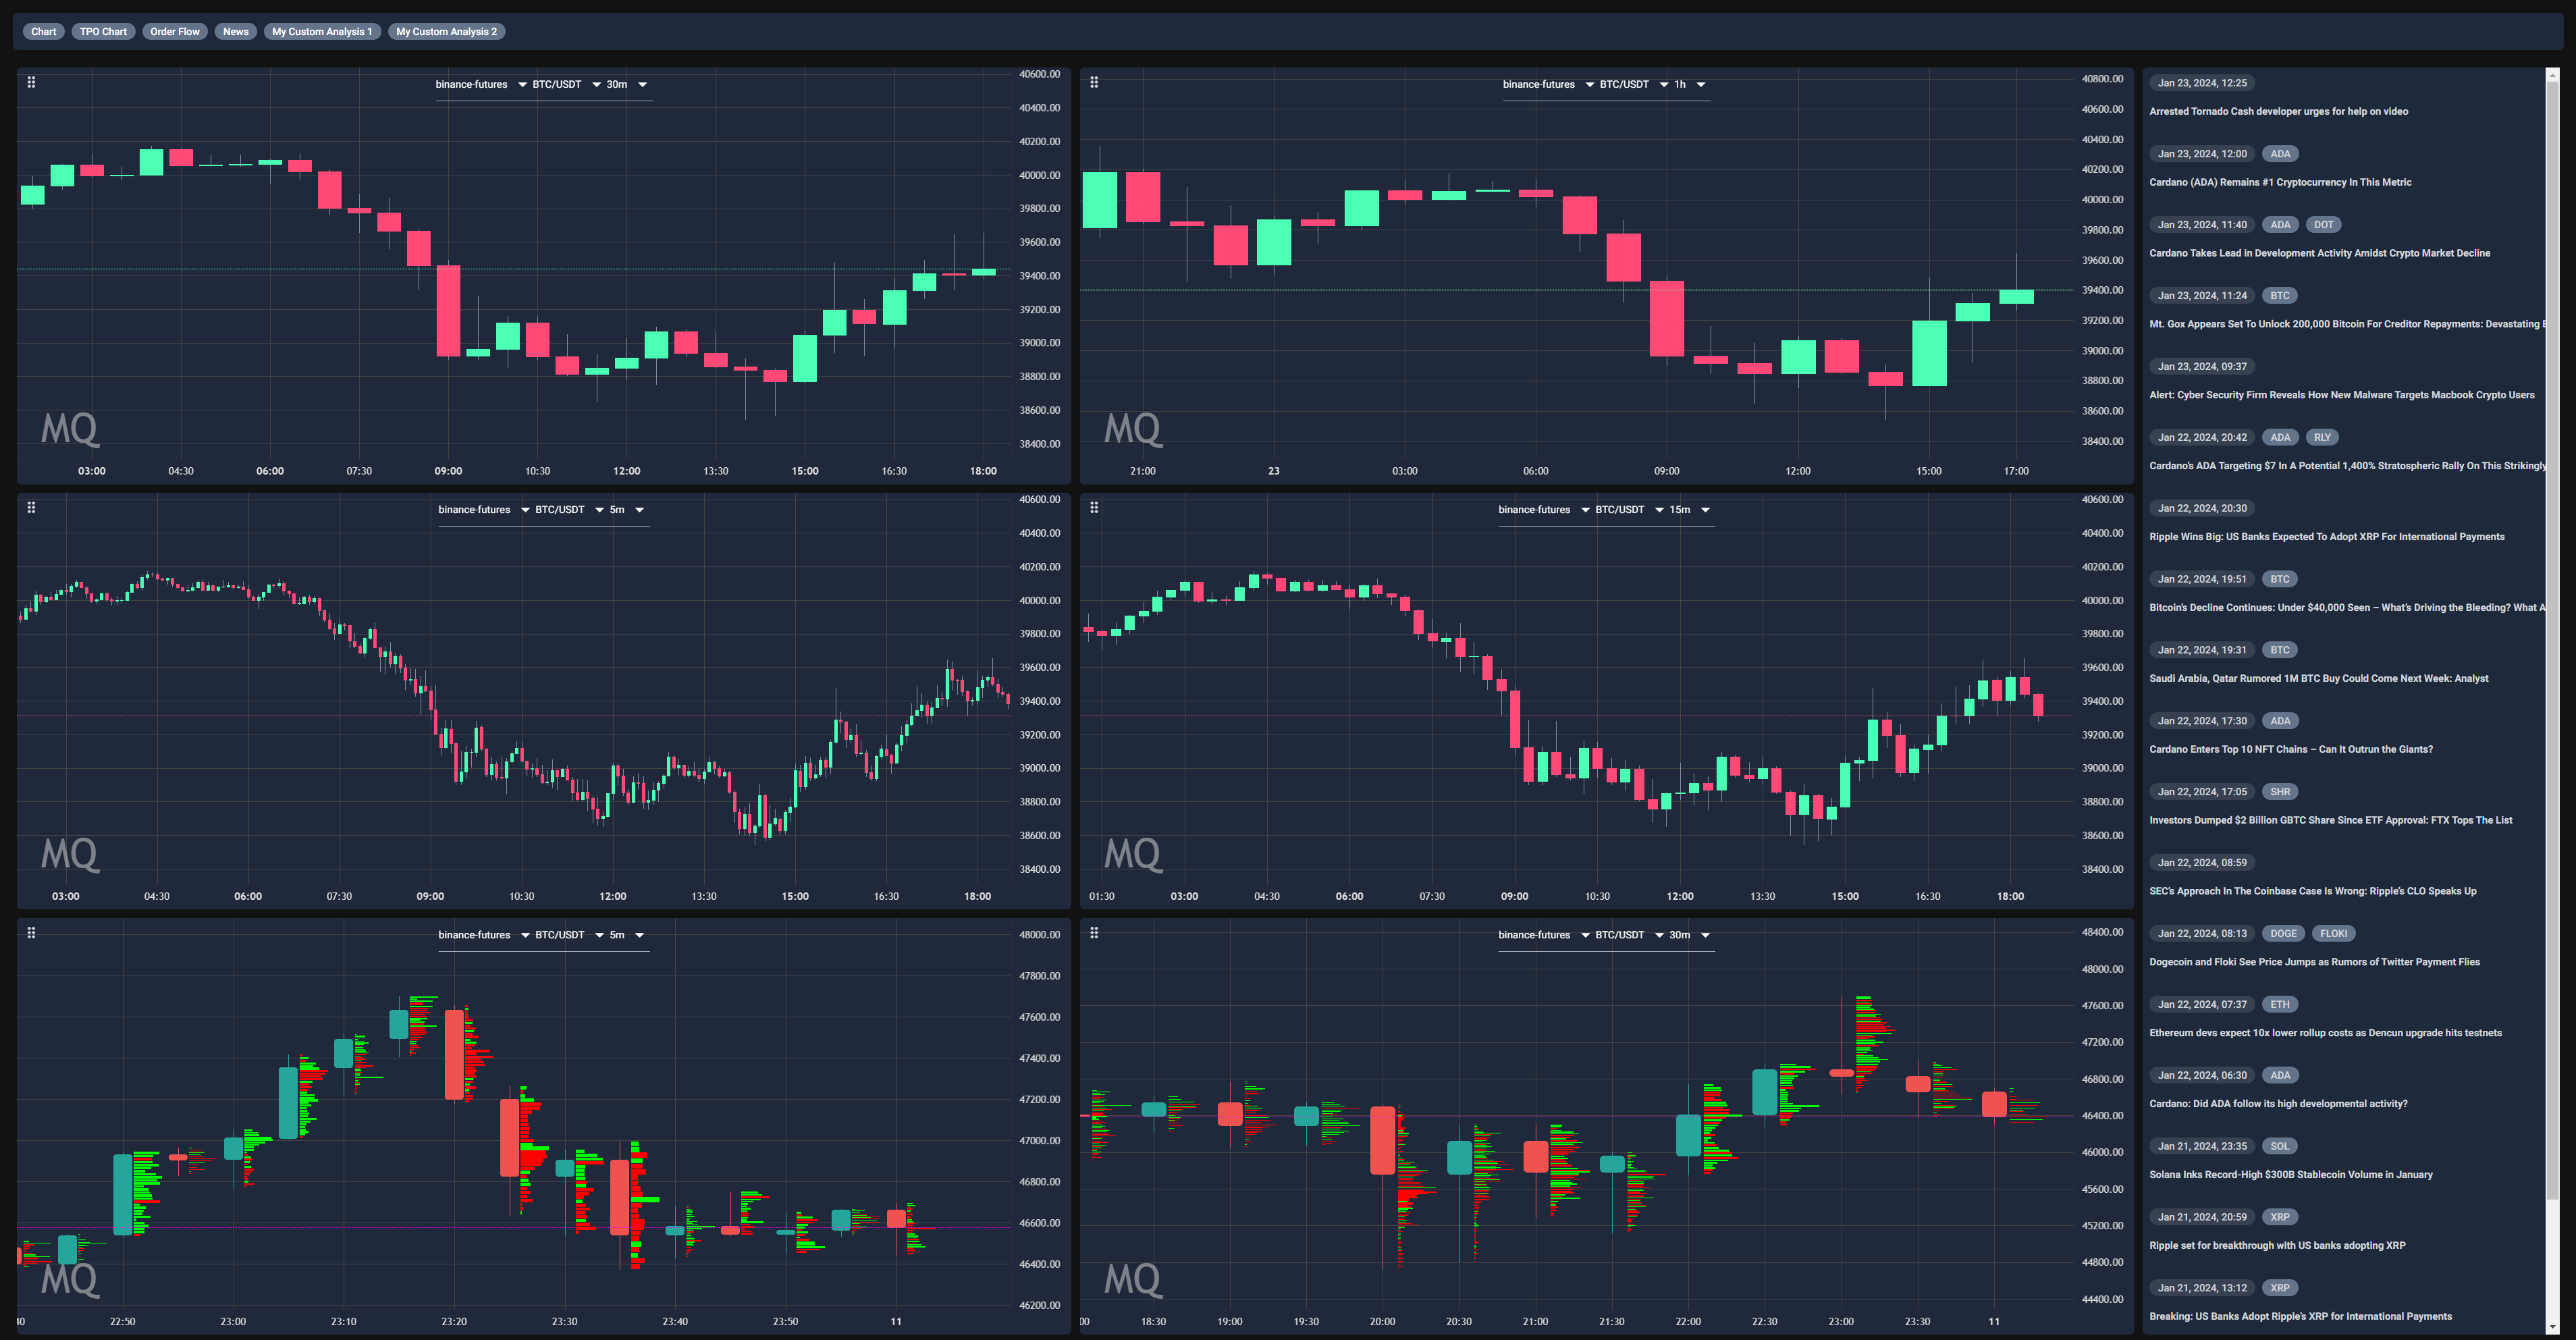 Chart TPO Chart Order Flow News My Custom Analysis 1 My Custom Analysis 2
binance-futures BTC/USDT 30m
40600.00
40400.00
40200.00
40000.00
39800.00
39600.00
39400.00
39200.00
39000.00
38800.00
38600.00
38400.00
MQ
03:00 04:30 06:00 07:30 09:00 10:30 12:00 13:30 15:00 16:30 18:00
binance-futures BTC/USDT 1h
40800.00
40600.00
40400.00
40200.00
40000.00
39800.00
39600.00
39400.00
39200.00
39000.00
38800.00
38600.00
38400.00
MQ
21:00 23 03:00 06:00 09:00 12:00 15:00 17:00
binance-futures BTC/USDT 5m
40600.00
40400.00
40200.00
40000.00
39800.00
39600.00
39400.00
39200.00
39000.00
38800.00
38600.00
38400.00
MQ
03:00 04:30 06:00 07:30 09:00 10:30 12:00 13:30 15:00 16:30 18:00
binance-futures BTC/USDT 15m
40600.00
40400.00
40200.00
40000.00
39800.00
39600.00
39400.00
39200.00
39000.00
38800.00
38600.00
38400.00
MQ
01:30 03:00 04:30 06:00 07:30 09:00 10:30 12:00 13:30 15:00 16:30 18:00
binance-futures BTC/USDT 5m
48000.00
47800.00
47600.00
47400.00
47200.00
47000.00
46800.00
46600.00
46400.00
46200.00
MQ
40 22:50 23:00 23:10 23:20 23:30 23:40 23:50 11
binance-futures BTC/USDT 30m
48400.00
48000.00
47600.00
47200.00
46800.00
46400.00
46000.00
45600.00
45200.00
44800.00
44400.00
MQ
00 18:30 19:00 19:30 20:00 20:30 21:00 21:30 22:00 22:30 23:00 23:30 11
Jan 23, 2024, 12:25
Arrested Tornado Cash developer urges for help on video
Jan 23, 2024, 12:00 ADA
Cardano (ADA) Remains #1 Cryptocurrency In This Metric
Jan 23, 2024, 11:40 ADA DOT
Cardano Takes Lead in Development Activity Amidst Crypto Market Decline
Jan 23, 2024, 11:24 BTC
Mt. Gox Appears Set To Unlock 200,000 Bitcoin For Creditor Repayments: Devastating
Jan 23, 2024, 09:37
Alert: Cyber Security Firm Reveals How New Malware Targets Macbook Crypto Users
Jan 22, 2024, 20:42 ADA RLY
Cardano's ADA Targeting $7 In A Potential 1,400% Stratospheric Rally On This Strikingly
Jan 22, 2024, 20:30
Ripple Wins Big: US Banks Expected To Adopt XRP For International Payments
Jan 22, 2024, 19:51 BTC
Bitcoin's Decline Continues: Under $40,000 Seen – What's Driving the Bleeding? What A
Jan 22, 2024, 19:31 BTC
Saudi Arabia, Qatar Rumored 1M BTC Buy Could Come Next Week: Analyst
Jan 22, 2024, 17:30 ADA
Cardano Enters Top 10 NFT Chains – Can It Outrun the Giants?
Jan 22, 2024, 17:05 SHR
Investors Dumped $2 Billion GBTC Share Since ETF Approval: FTX Tops The List
Jan 22, 2024, 08:59
SEC's Approach In The Coinbase Case Is Wrong: Ripple's CLO Speaks Up
Jan 22, 2024, 08:13 DOGE FLOKI
Dogecoin and Floki See Price Jumps as Rumors of Twitter Payment Flies
Jan 22, 2024, 07:37 ETH
Ethereum devs expect 10x lower rollup costs as Dencun upgrade hits testnets
Jan 22, 2024, 06:30 ADA
Cardano: Did ADA follow its high developmental activity?
Jan 21, 2024, 23:35 SOL
Solana Inks Record-High $300B Stablecoin Volume in January
Jan 21, 2024, 20:59 XRP
Ripple set for breakthrough with US banks adopting XRP
Jan 21, 2024, 13:12 XRP
Breaking: US Banks Adopt Ripple's XRP for International Payments